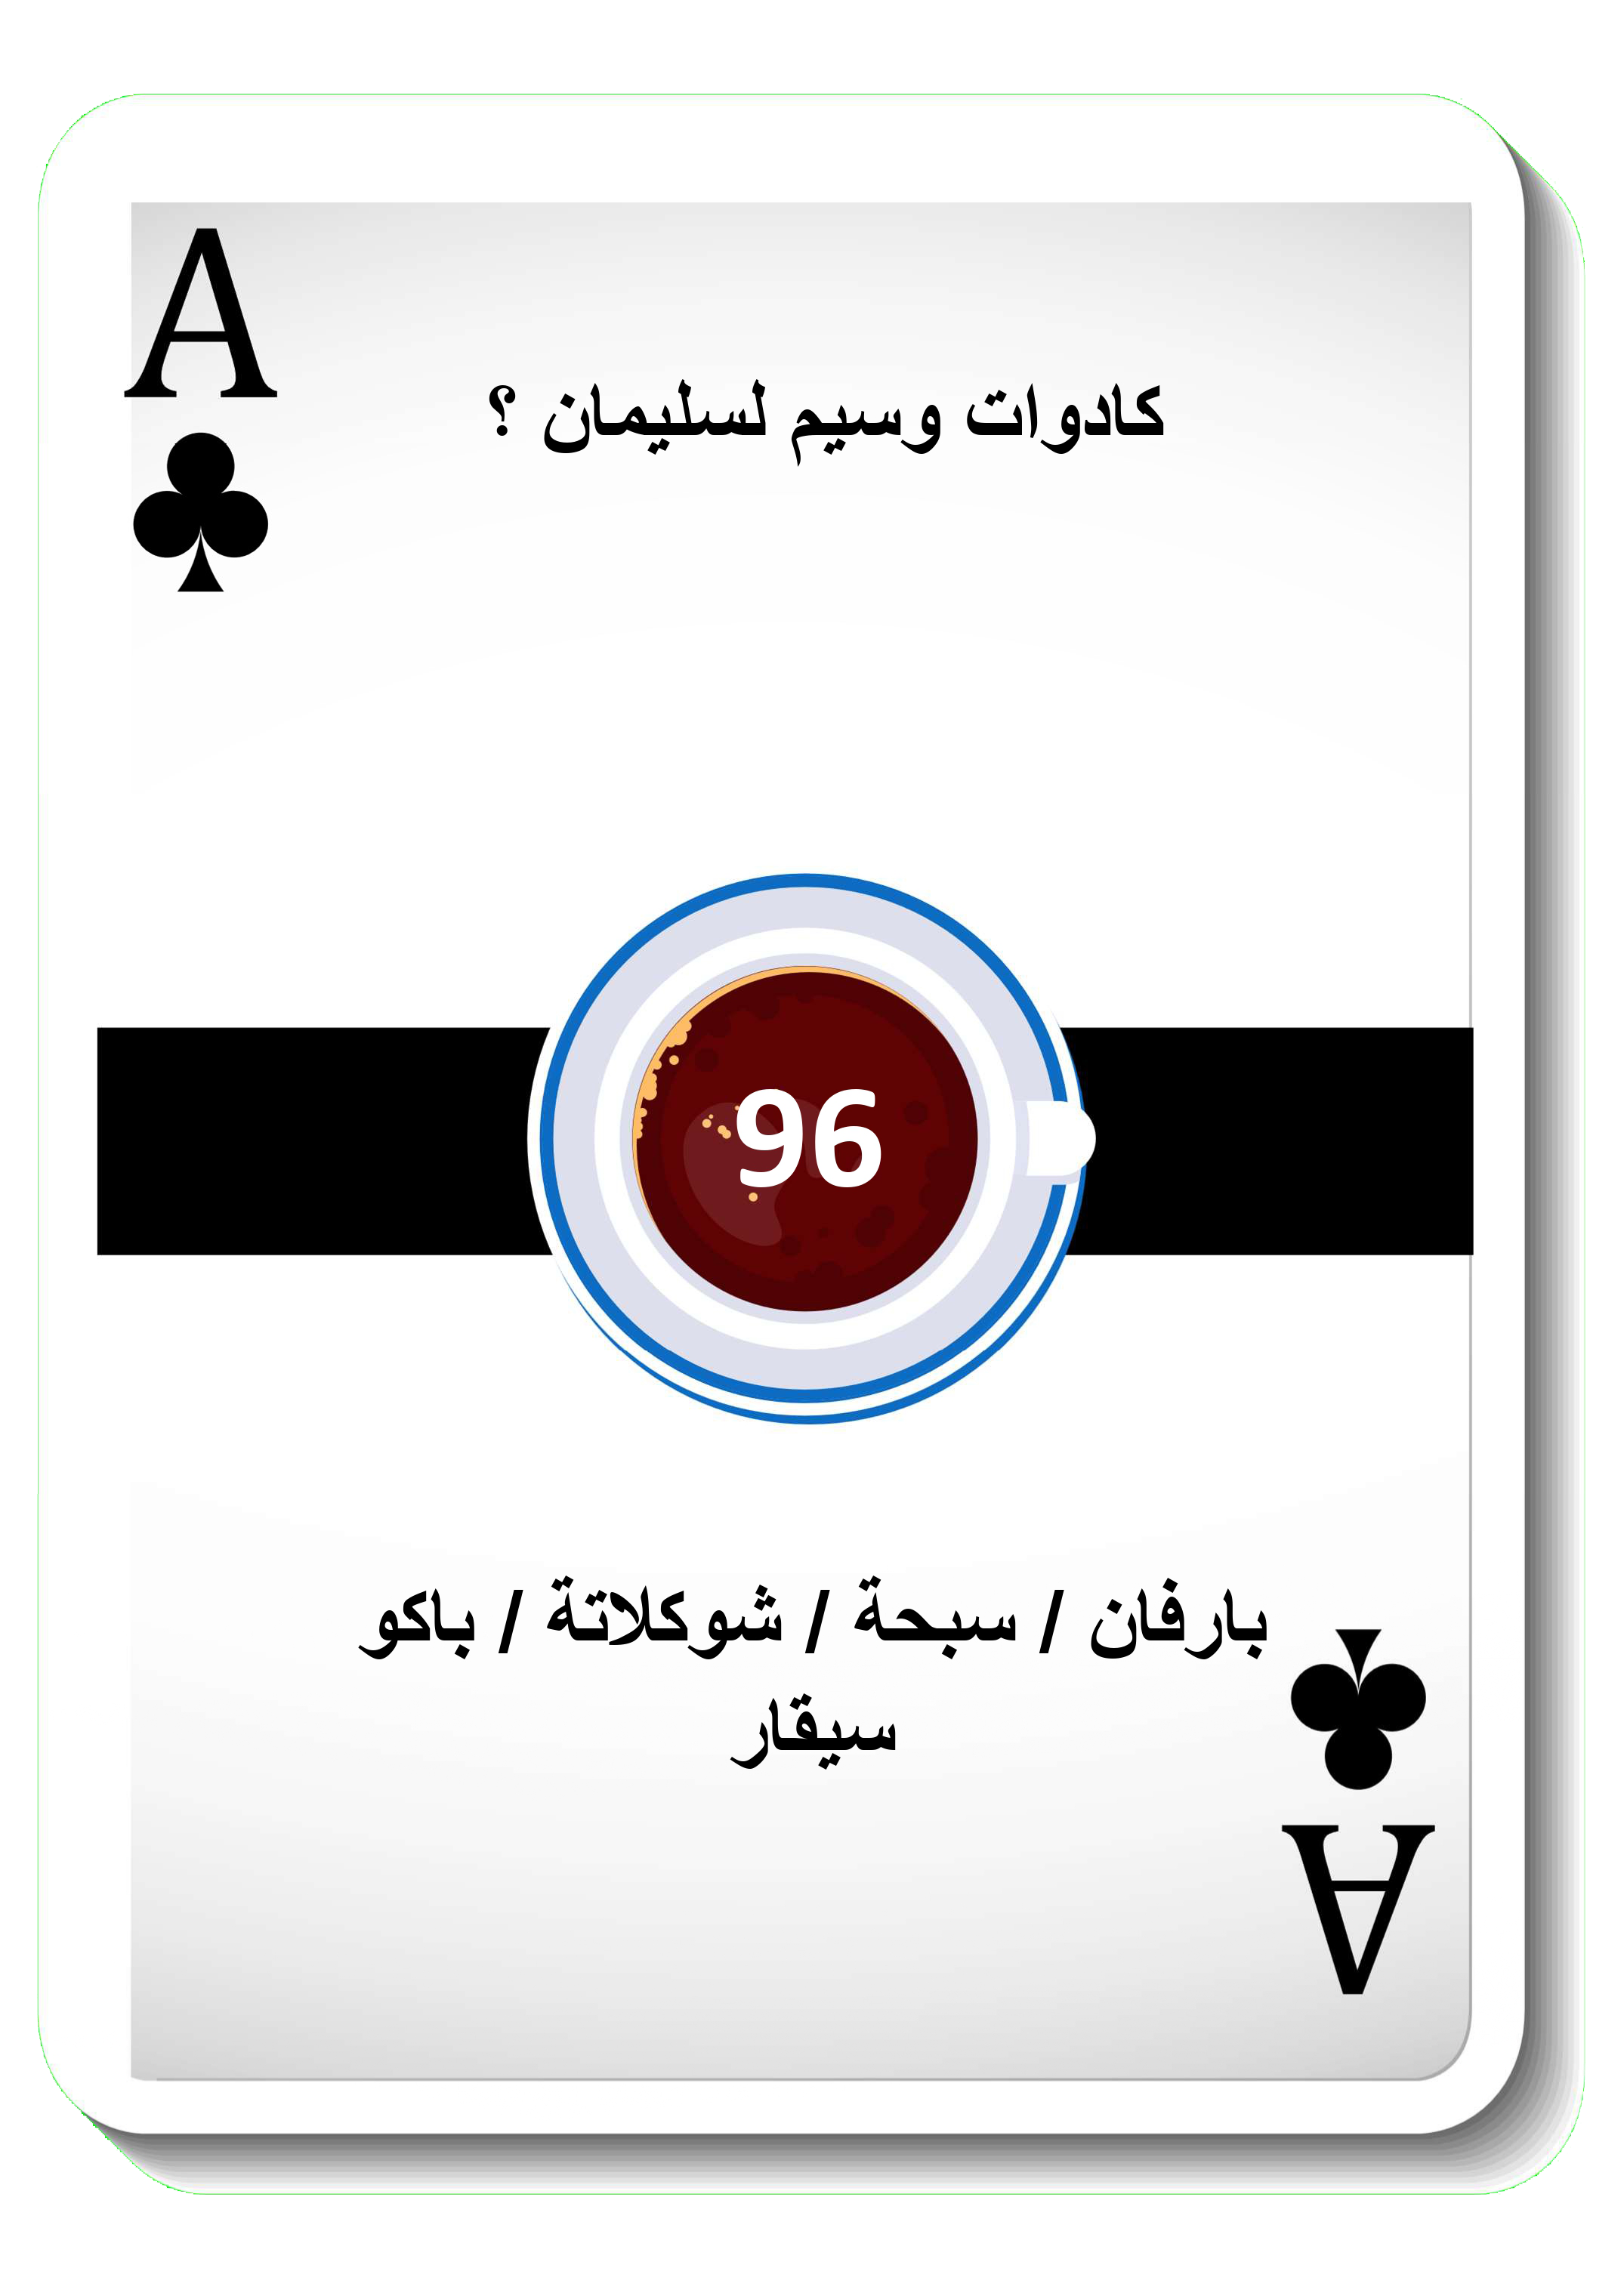 A
كادوات وسيم لسليمان ؟
96
بارفان / سبحة / شوكلاتة / باكو
سيقار
A